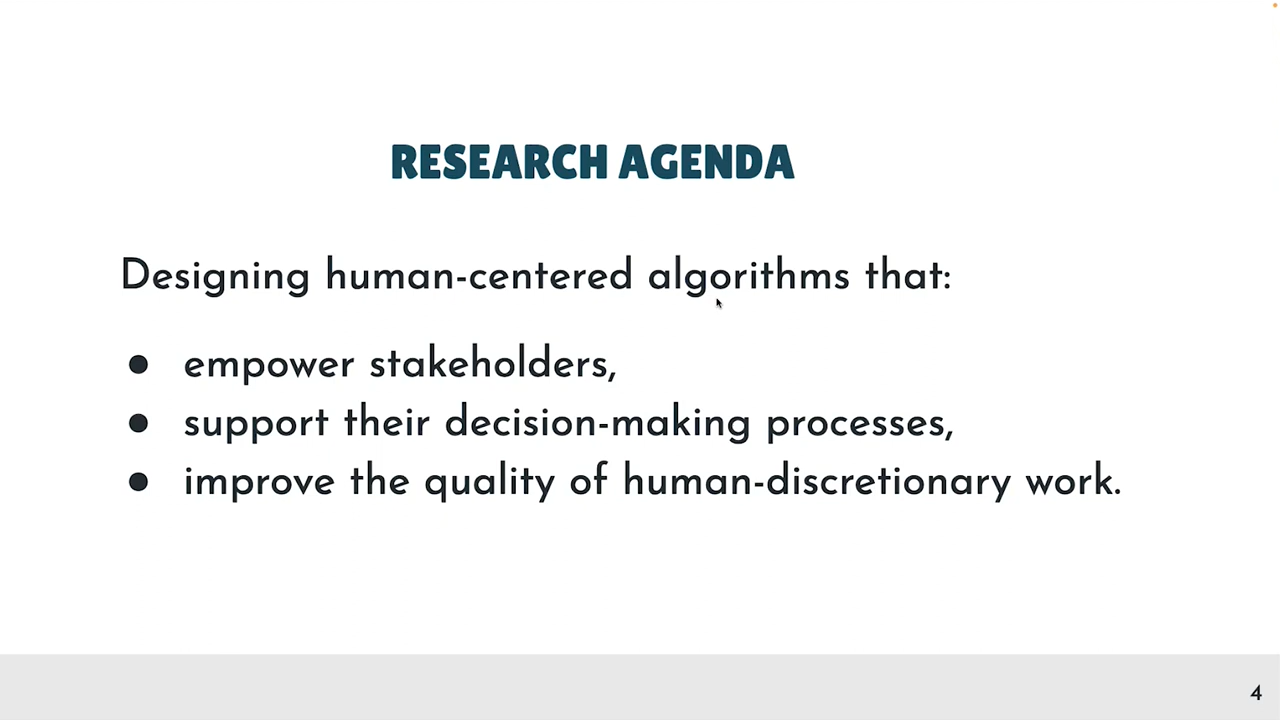 RESEARCH AGENDA
Designing human-centered algorithms that:
● empower stakeholders,
● support their decision-making processes,
● improve the quality of human-discretionary work.
4